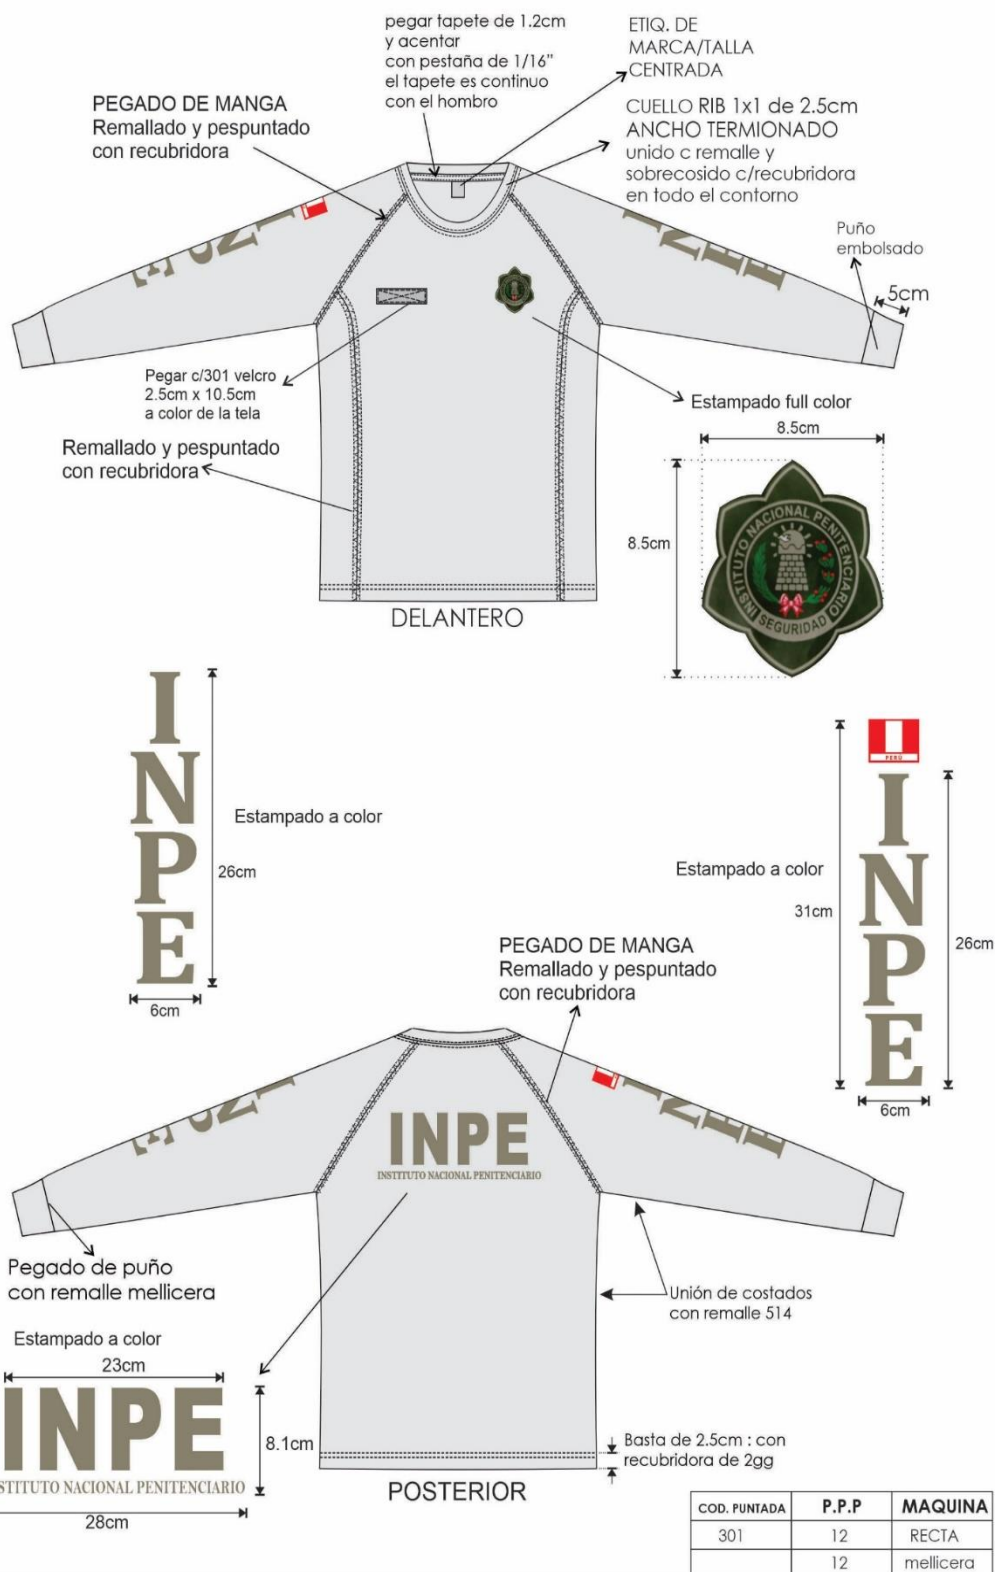 pegar tapete de 1.2cm
y acentar
con pestaña de 1/16"
el tapete es continuo
con el hombro
ETIQ. DE
MARCA/TALLA
CENTRADA
PEGADO DE MANGA
Remallado y pespuntado
con recubridora
CUELLO RIB 1x1 de 2.5cm
ANCHO TERMIONADO
unido c remalle y
sobrecosido c/recubridora
en todo el contorno
Puño
embolsado
5cm
INPE
INPE
Pegar c/301 velcro
2.5cm x 10.5cm
a color de la tela
Remallado y pespuntado
con recubridora
Estampado full color
8.5cm
8.5cm
INSTITUTO NACIONAL PENITENCIARIO
SEGURIDAD
DELANTERO
I
N
P
E
Estampado a color
26cm
6cm
PERÚ
I
N
P
E
Estampado a color
31cm
26cm
6cm
PEGADO DE MANGA
Remallado y pespuntado
con recubridora
INPE
INPE
INPE
INSTITUTO NACIONAL PENITENCIARIO
Pegado de puño
con remalle mellicera
Unión de costados
con remalle 514
Estampado a color
23cm
INPE
STITUTO NACIONAL PENITENCIARIO
8.1cm
28cm
Basta de 2.5cm : con
recubridora de 2gg
POSTERIOR
COD. PUNTADA P.P.P MAQUINA
301 12 RECTA
12 mellicera